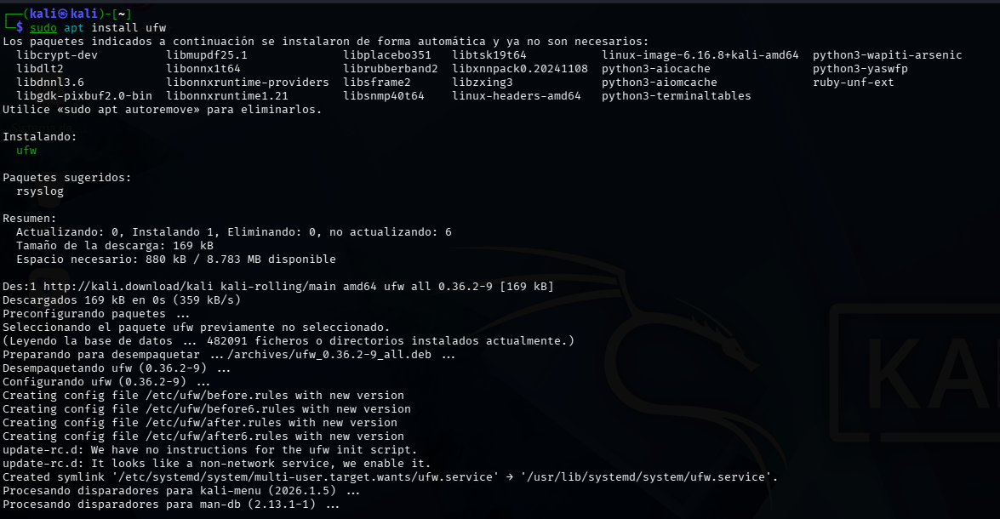 ┌──(kali㉿kali)-[~]
└─$ sudo apt install ufw
Los paquetes indicados a continuación se instalaron de forma automática y ya no son necesarios:
  libcrypt-dev          libmupdf25.1              libplacebo351   libtsk19t64           linux-image-6.16.8+kali-amd64  python3-wapiti-arsenic
  libdlt2               libonnx1t64               librubberband2  libxnnpack0.20241108  python3-aiocache               python3-yaswfp
  libdnnl3.6            libonnxruntime-providers  libsframe2      libzxing3             python3-aiomcache              ruby-unf-ext
  libgdk-pixbuf2.0-bin  libonnxruntime1.21        libsnmp40t64    linux-headers-amd64   python3-terminaltables
Utilice «sudo apt autoremove» para eliminarlos.

Instalando:
  ufw

Paquetes sugeridos:
  rsyslog

Resumen:
  Actualizando: 0, Instalando 1, Eliminando: 0, no actualizando: 6
  Tamaño de la descarga: 169 kB
  Espacio necesario: 880 kB / 8.783 MB disponible

Des:1 http://kali.download/kali kali-rolling/main amd64 ufw all 0.36.2-9 [169 kB]
Descargados 169 kB en 0s (359 kB/s)
Preconfigurando paquetes ...
Seleccionando el paquete ufw previamente no seleccionado.
(Leyendo la base de datos ... 482091 ficheros o directorios instalados actualmente.)
Preparando para desempaquetar .../archives/ufw_0.36.2-9_all.deb ...
Desempaquetando ufw (0.36.2-9) ...
Configurando ufw (0.36.2-9) ...
Creating config file /etc/ufw/before.rules with new version
Creating config file /etc/ufw/before6.rules with new version
Creating config file /etc/ufw/after.rules with new version
Creating config file /etc/ufw/after6.rules with new version
update-rc.d: We have no instructions for the ufw init script.
update-rc.d: It looks like a non-network service, we enable it.
Created symlink '/etc/systemd/system/multi-user.target.wants/ufw.service' → '/usr/lib/systemd/system/ufw.service'.
Procesando disparadores para kali-menu (2026.1.5) ...
Procesando disparadores para man-db (2.13.1-1) ...
KA